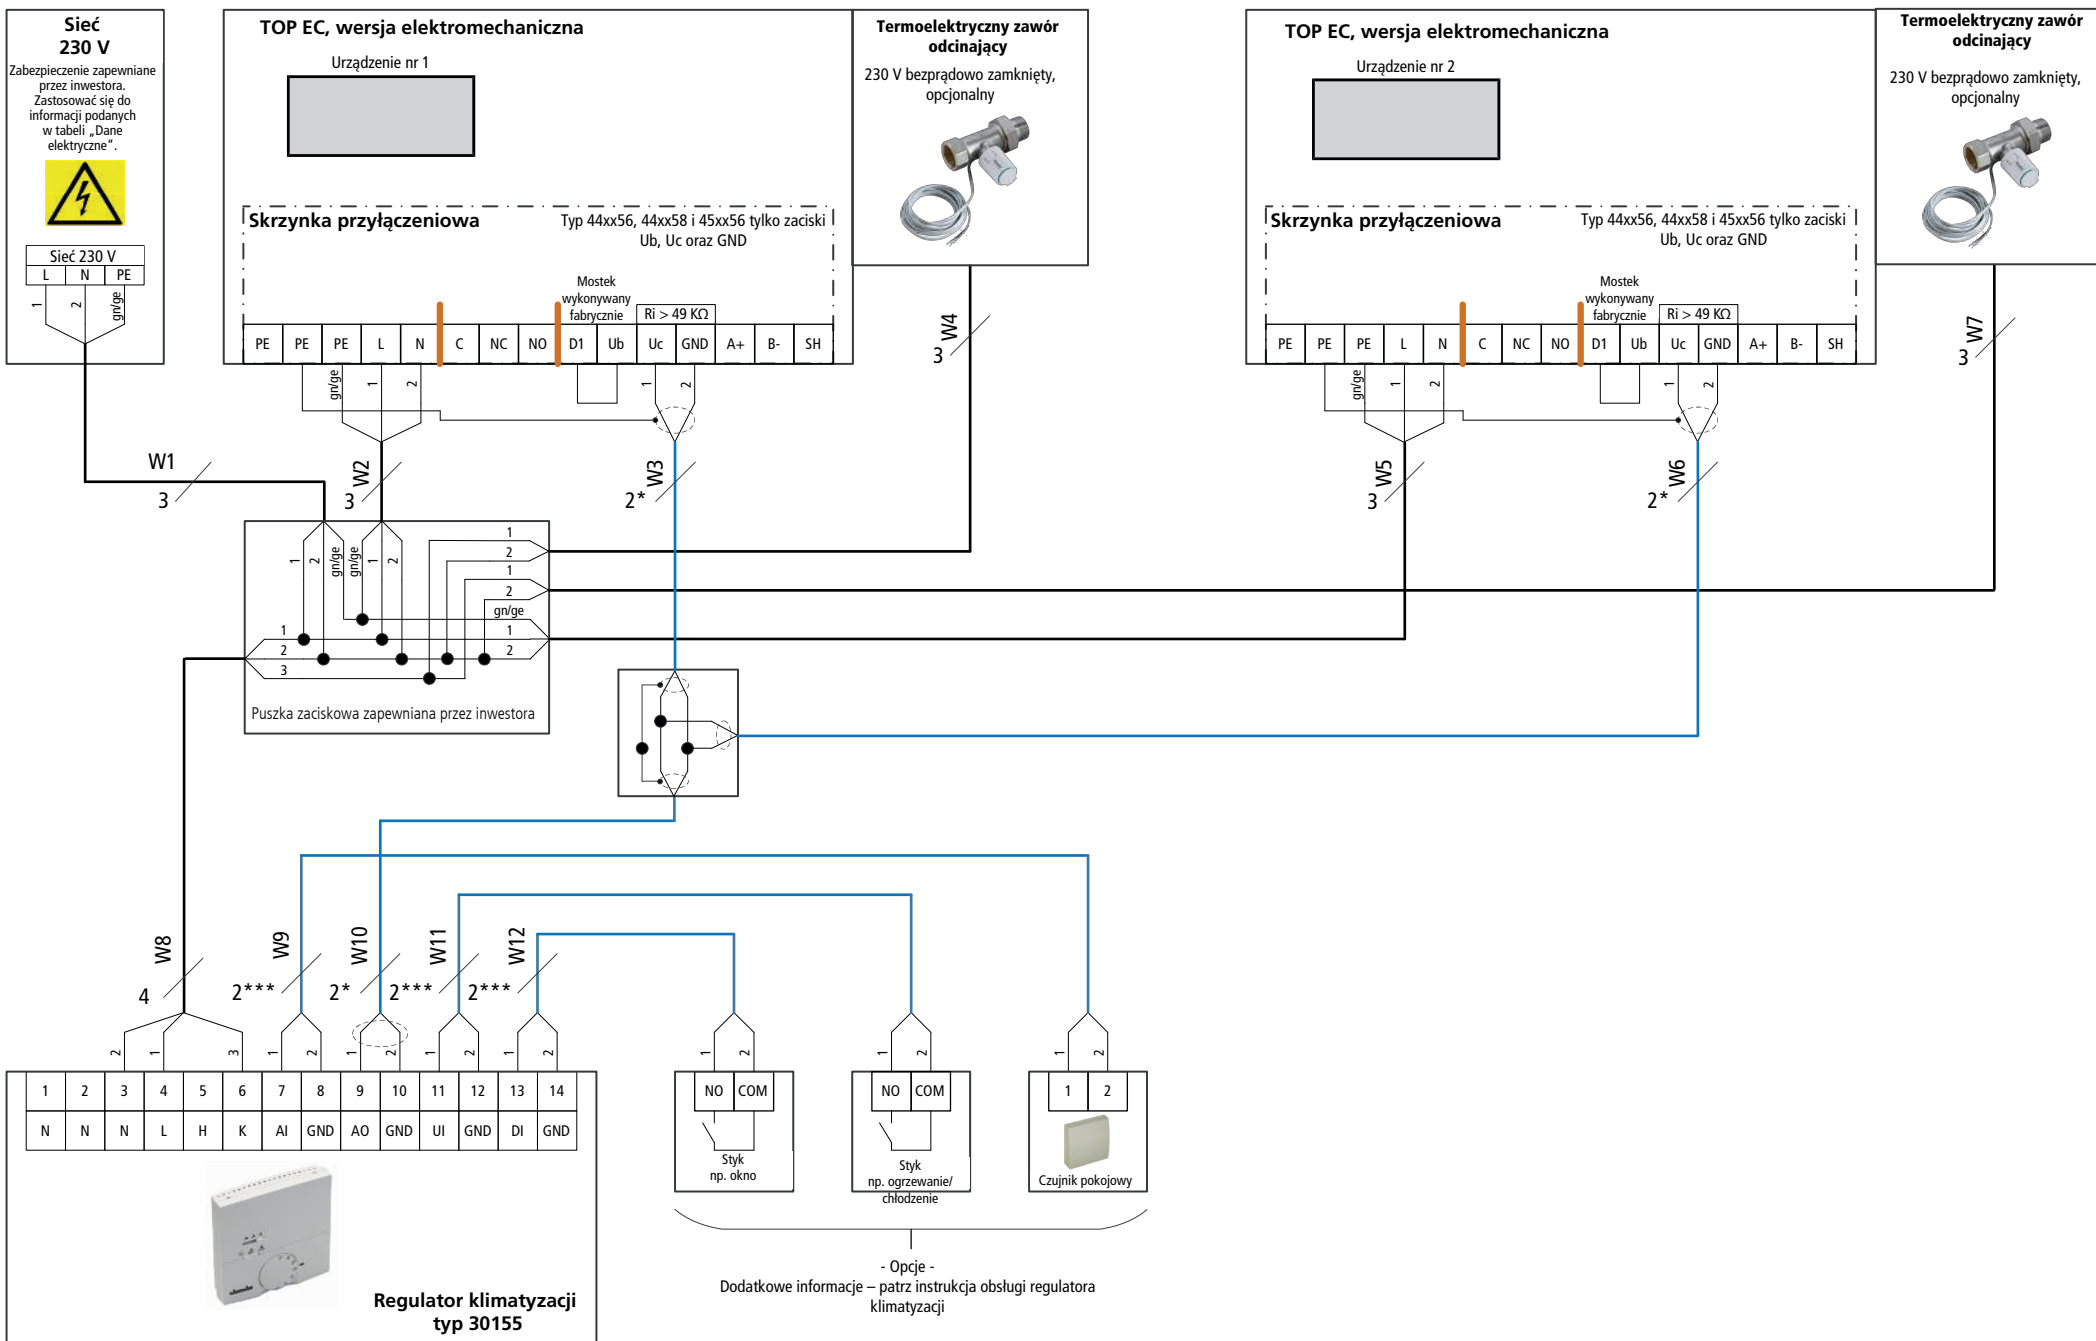 Sieć
230 V
Zabezpieczenie zapewniane
przez inwestora.
Zastosować się do
informacji podanych
w tabeli „Dane
elektryczne”.
Sieć 230 V
L N PE
1 2 gn/ge
TOP EC, wersja elektromechaniczna
Urządzenie nr 1
Skrzynka przyłączeniowa
Typ 44xx56, 44xx58 i 45xx56 tylko zaciski
Ub, Uc oraz GND
Mostek
wykonywany
fabrycznie
Ri > 49 KΩ
PE PE PE L N C NC NO D1 Ub Uc GND A+ B- SH
gn/ge 1 2 1 2
Termoelektryczny zawór
odcinający
230 V bezprądowo zamknięty,
opcjonalny
W4
3
TOP EC, wersja elektromechaniczna
Urządzenie nr 2
Skrzynka przyłączeniowa
Typ 44xx56, 44xx58 i 45xx56 tylko zaciski
Ub, Uc oraz GND
Mostek
wykonywany
fabrycznie
Ri > 49 KΩ
PE PE PE L N C NC NO D1 Ub Uc GND A+ B- SH
gn/ge 1 2 1 2
Termoelektryczny zawór
odcinający
230 V bezprądowo zamknięty,
opcjonalny
W7
3
W1
3
W2
3
W3
2*
W5
3
W6
2*
1 2 gn/ge gn/ge 1 2
1
2
1
2
gn/ge
1
2
1
2
3
Puszka zaciskowa zapewniana przez inwestora
W8
4
W9
2***
W10
2*
W11
2***
W12
2***
2 1 3 1 2 1 2 1 2 1 2
1 2 3 4 5 6 7 8 9 10 11 12 13 14
N N N L H K AI GND AO GND UI GND DI GND
Regulator klimatyzacji
typ 30155
1 2
NO COM
Styk
np. okno
1 2
NO COM
Styk
np. ogrzewanie/
chłodzenie
1 2
1 2
Czujnik pokojowy
- Opcje -
Dodatkowe informacje – patrz instrukcja obsługi regulatora
klimatyzacji